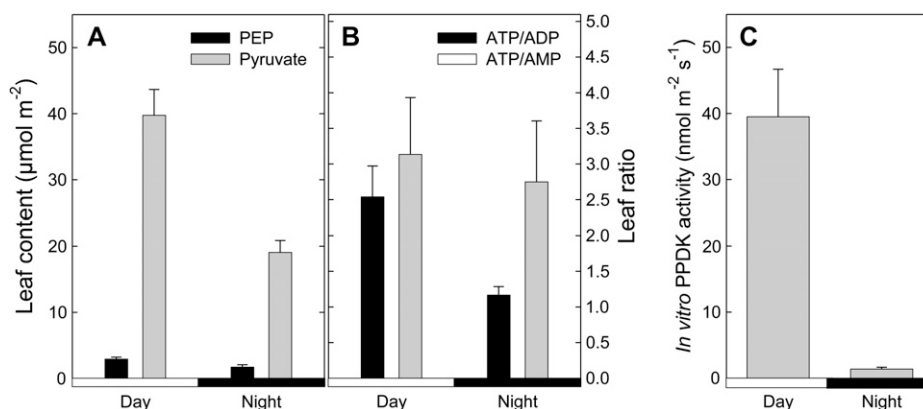 A
PEP
Pyruvate
Leaf content (µmol m⁻²)
50
40
30
20
10
0
Day
Night
B
ATP/ADP
ATP/AMP
5.0
4.5
4.0
3.5
3.0
2.5
2.0
1.5
1.0
0.5
0.0
Leaf ratio
Day
Night
C
In vitro PPDK activity (nmol m⁻² s⁻¹)
50
40
30
20
10
0
Day
Night